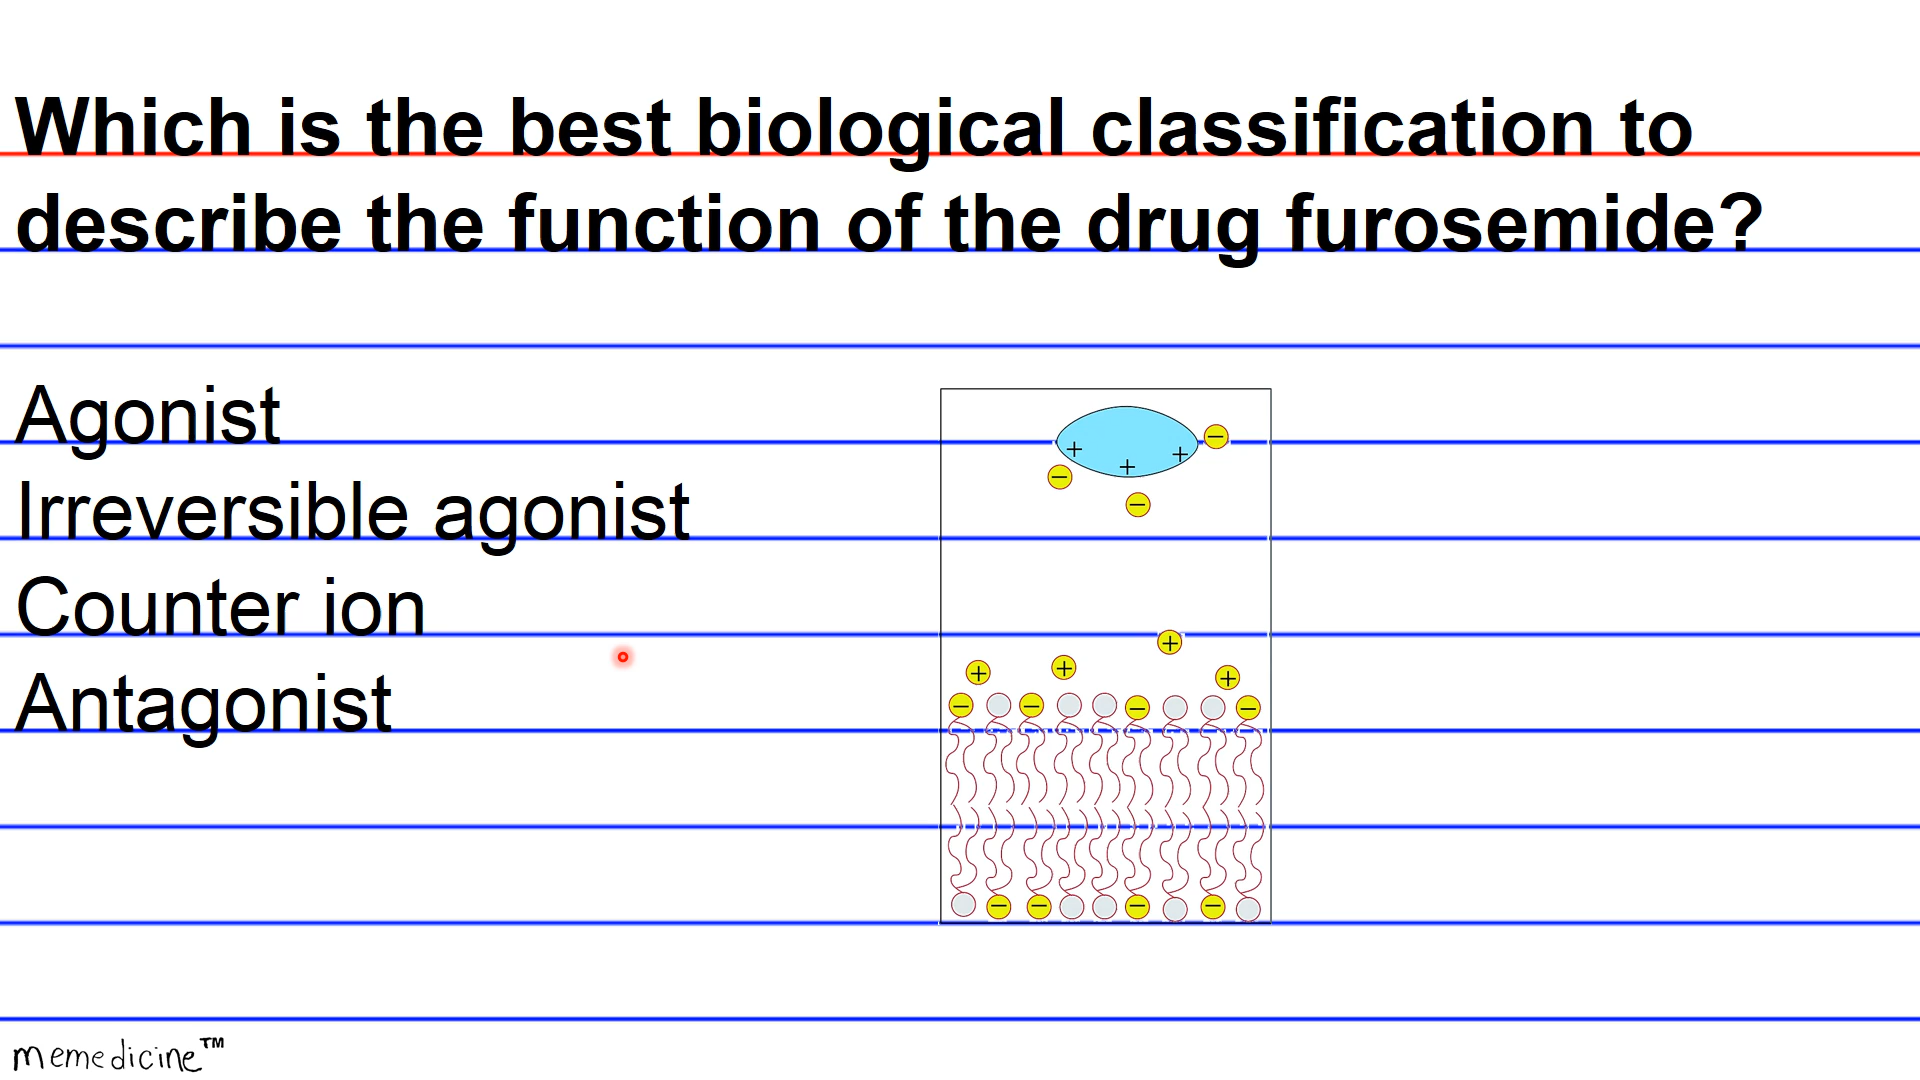 Which is the best biological classification to
describe the function of the drug furosemide?
Agonist
Irreversible agonist
Counter ion
Antagonist
+ + + −
− −
+
+ + +
− − − −
− − − −
memedicine™